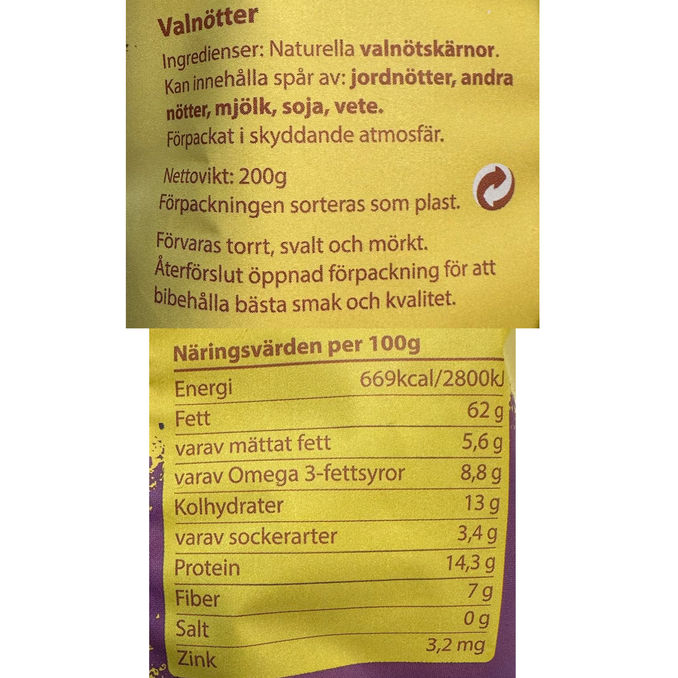 Valnötter
Ingredienser: Naturella valnötskärnor.
Kan innehålla spår av: jordnötter, andra
nötter, mjölk, soja, vete.
Förpackat i skyddande atmosfär.
Nettovikt: 200g
Förpackningen sorteras som plast.
Förvaras torrt, svalt och mörkt.
Återförslut öppnad förpackning för att
bibehålla bästa smak och kvalitet.
Näringsvärden per 100g
Energi 669kcal/2800kJ
Fett 62 g
varav mättat fett 5,6 g
varav Omega 3-fettsyror 8,8 g
Kolhydrater 13 g
varav sockerarter 3,4 g
Protein 14,3 g
Fiber 7 g
Salt 0 g
Zink 3,2 mg